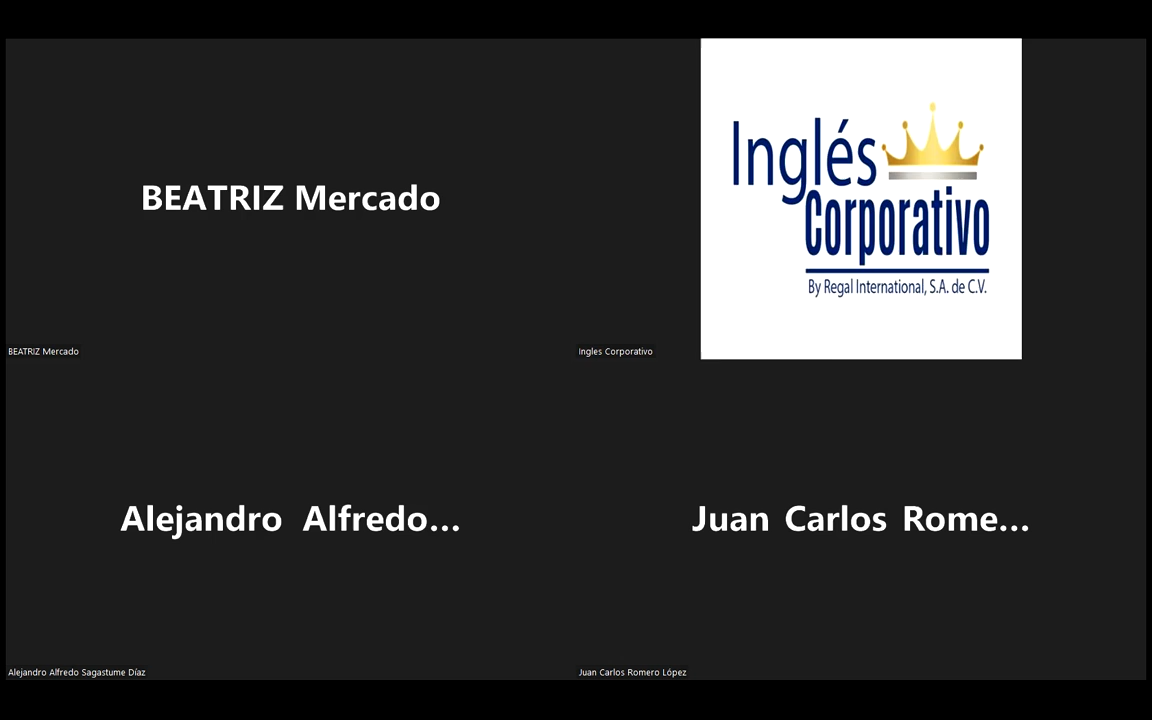 BEATRIZ Mercado
Inglés
Corporativo
By Regal International, S.A. de C.V.
BEATRIZ Mercado
Ingles Corporativo
Alejandro Alfredo...
Juan Carlos Rome...
Alejandro Alfredo Sagastume Díaz
Juan Carlos Romero López